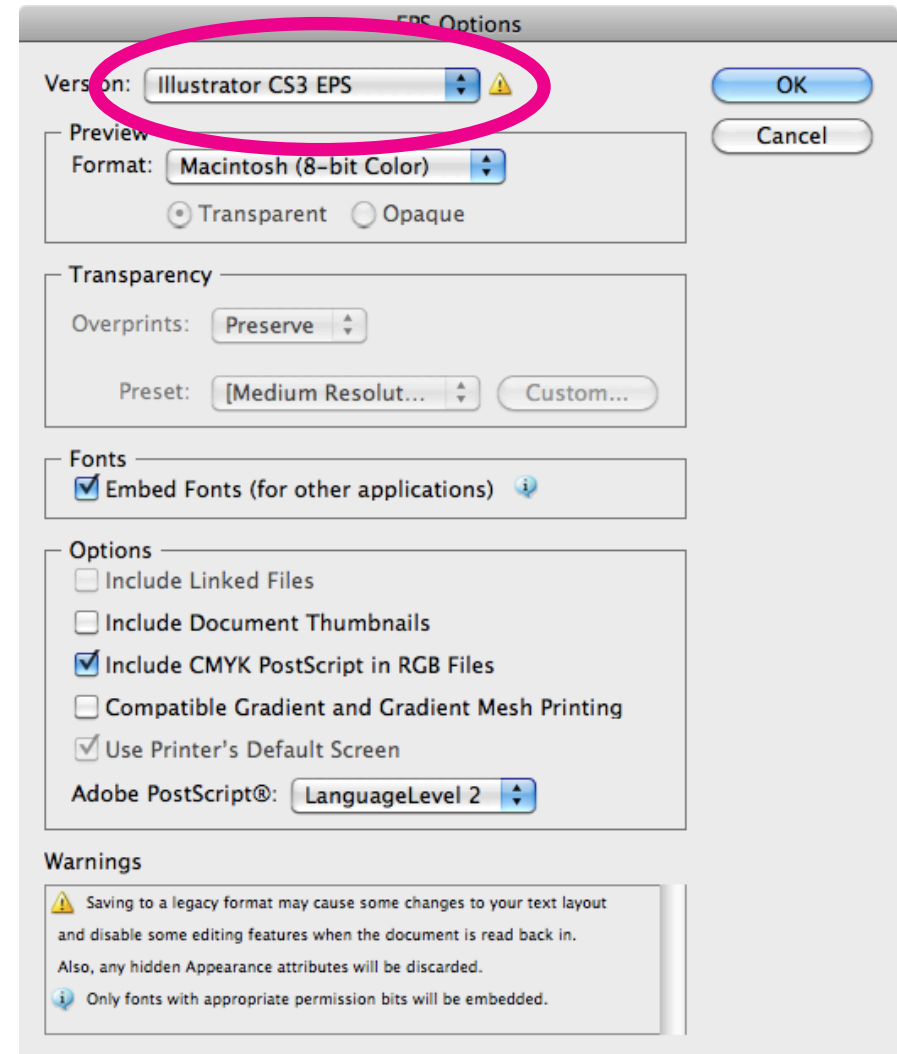 EPS Options
Version: Illustrator CS3 EPS
OK
Preview
Cancel
Format: Macintosh (8-bit Color)
Transparent Opaque
Transparency
Overprints: Preserve
Preset: [Medium Resolut... Custom...
Fonts
Embed Fonts (for other applications)
Options
Include Linked Files
Include Document Thumbnails
Include CMYK PostScript in RGB Files
Compatible Gradient and Gradient Mesh Printing
Use Printer's Default Screen
Adobe PostScript®: LanguageLevel 2
Warnings
Saving to a legacy format may cause some changes to your text layout
and disable some editing features when the document is read back in.
Also, any hidden Appearance attributes will be discarded.
Only fonts with appropriate permission bits will be embedded.